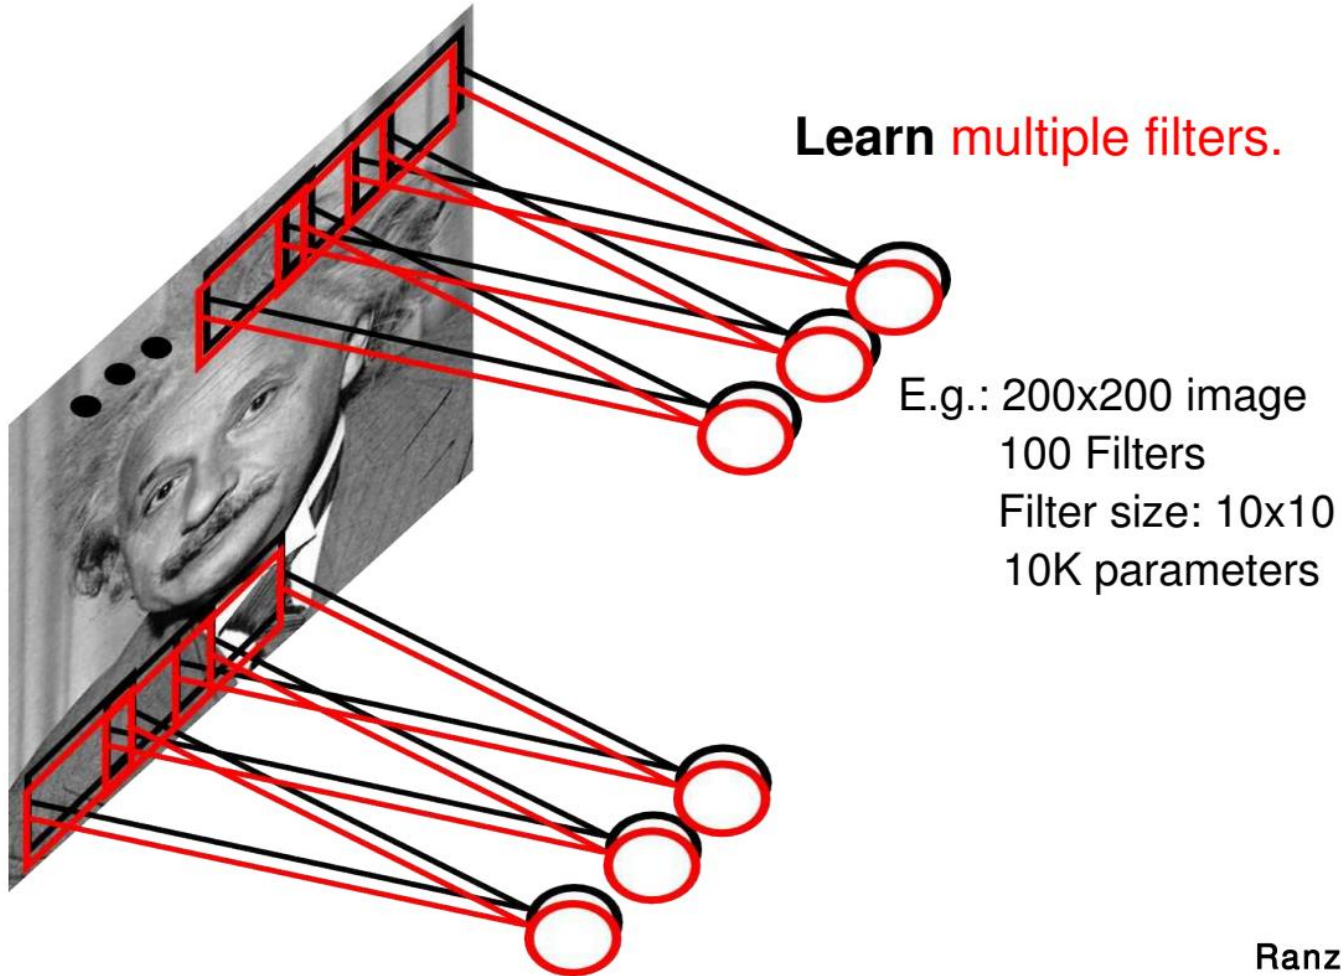 Learn multiple filters.
E.g.: 200x200 image
100 Filters
Filter size: 10x10
10K parameters
Ranz